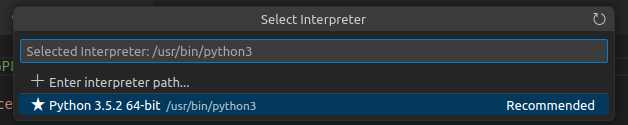 Select Interpreter
Selected Interpreter: /usr/bin/python3
Enter interpreter path...
Python 3.5.2 64-bit /usr/bin/python3 Recommended